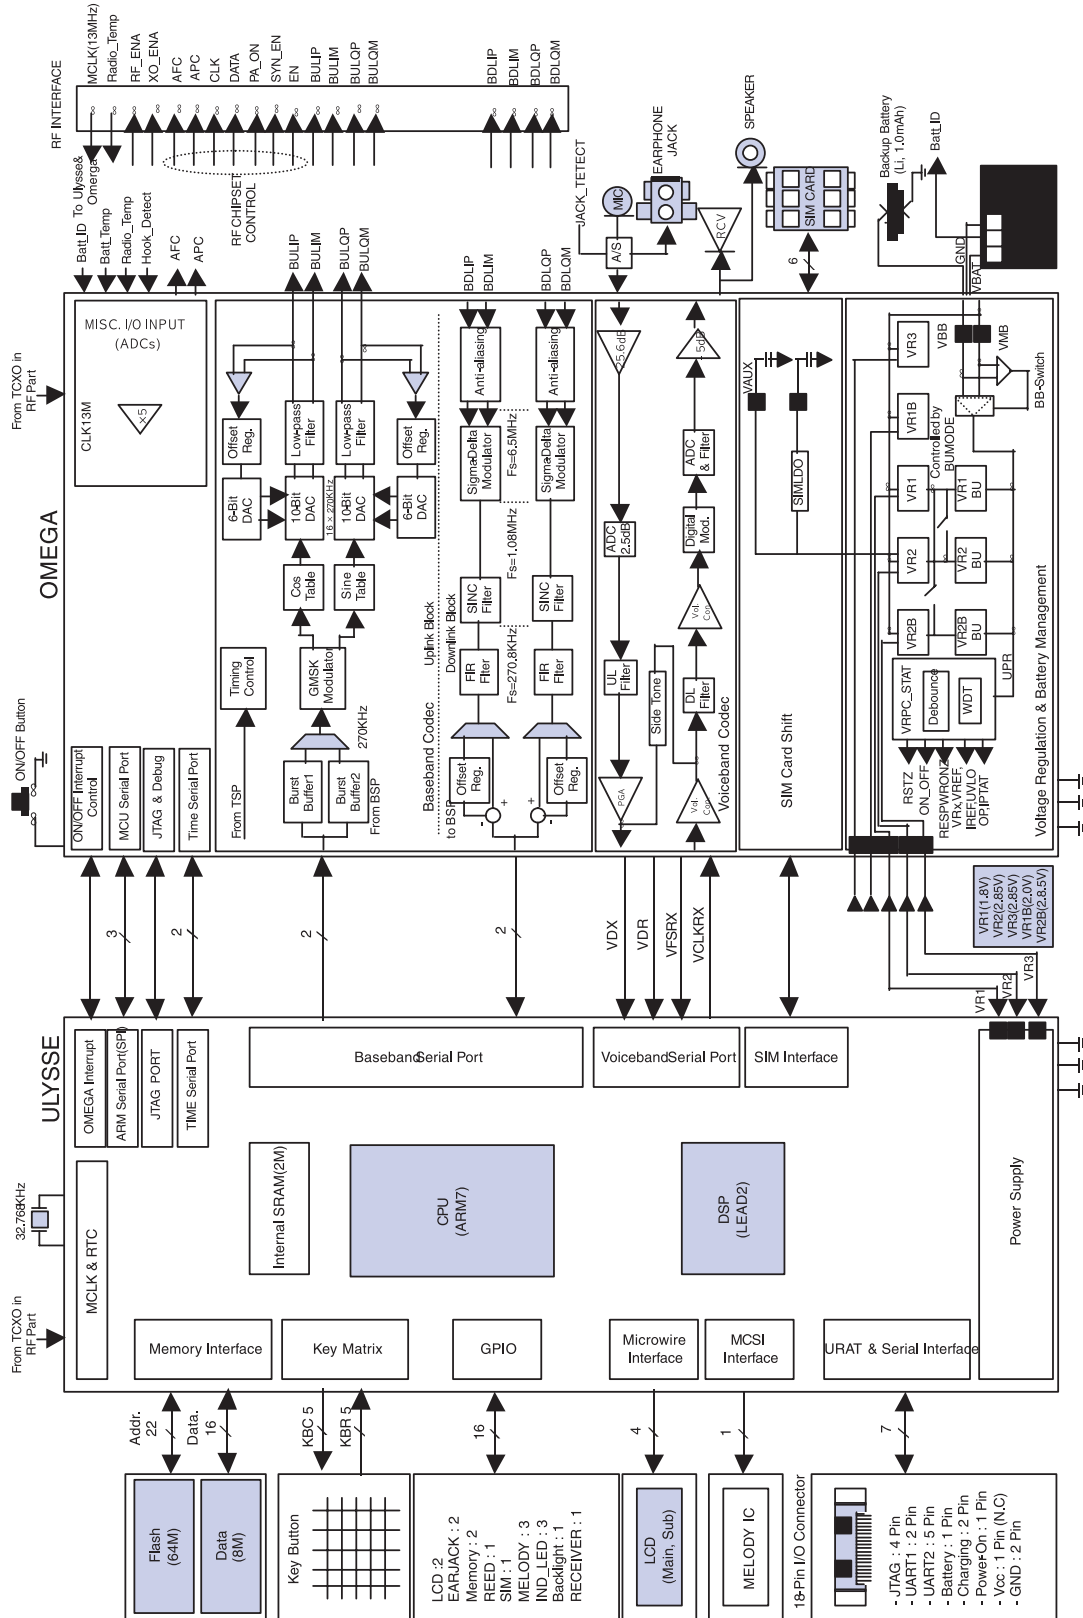 RF INTERFACE
MCLK(13MHz)
Radio_Temp
RF_ENA
XO_ENA
AFC
APC
CLK
DATA
PA_ON
SYN_EN
EN
BULIP
BULIM
BULQP
BULQM
BDLIP
BDLIM
BDLQP
BDLQM
Batt_ID To Ulysse&
Omerga
Batt_Temp
Radio_Temp
Hook_Detect
AFC
APC
RF CHIPSET
CONTROL
BULIP
BULIM
BULQP
BULQM
BDLIP
BDLIM
BDLQP
BDLQM
JACK_TETECT
MIC
A/S
EARPHONE
JACK
RCV
SPEAKER
SIM CARD
6
Backup Battery
(Li, 1.0mAh)
Batt_ID
GND
VBAT
OMEGA
From TCXO in
RF Part
ON/OFF Button
MISC. I/O INPUT
(ADCs)
CLK13M
x5
ON/OFF Interrupt
Control
MCU Serial Port
JTAG & Debug
Time Serial Port
Offset
Reg.
6-Bit
DAC
Low-pass
Filter
10-Bit
DAC
16 × 270KHz
Low-pass
Filter
10-Bit
DAC
Offset
Reg.
6-Bit
DAC
Cos
Table
Sine
Table
Timing
Control
GMSK
Modulator
From TSP
270KHz
Burst
Buffer1
Burst
Buffer2
From BSP
Uplink Block
Downlink Block
Baseband Codec
Anti-aliasing
Anti-aliasing
SigmaDelta
Modulator
SigmaDelta
Modulator
Fs=6.5MHz
Fs=1.08MHz
SINC
Filter
SINC
Filter
FIR
Filter
FIR
Filter
Fs=270.8KHz
Offset
Reg.
Offset
Reg.
to BSP
+
-
+
-
25.6dB
ADC
2.5dB
UL
Filter
PGA
Side Tone
-5dB
ADC
& Filter
Digital
Mod.
Vol.
Con
DL
Filter
Vol.
Con
Voiceband Codec
VAUX
SIMLDO
SIM Card Shift
VR3
VBB
VMB
VR1B
Controlled by
BUMODE
BB-Switch
VR1
VR1
BU
VR2
VR2
BU
VR2B
VR2B
BU
UPR
VRPC_STAT
Debounce
WDT
RSTZ
ON_OFF
RESPWRONZ
VRx,VREF,
IREF,UVLO
OP,IPTAT
Voltage Regulation & Battery Management
3
2
2
2
VDX
VDR
VFSRX
VCLKRX
VR1(1.8V)
VR2(2.85V)
VR3(2.85V)
VR1B(2.0V)
VR2B(2.8.5V)
VR1
VR2
VR3
ULYSSE
32.768KHz
From TCXO in
RF Part
OMEGA Interrupt
ARM Serial Port(SPI)
JTAG PORT
TIME Serial Port
MCLK & RTC
BasebandSerial Port
VoicebandSerial Port
SIM Interface
Internal SRAM(2M)
CPU
(ARM7)
DSP
(LEAD2)
Power Supply
Memory Interface
Key Matrix
GPIO
Microwire
Interface
MCSI
Interface
URAT & Serial Interface
Addr.
22
Data.
16
KBC 5
KBR 5
16
4
1
7
Flash
(64M)
Data
(8M)
Key Button
LCD :2
EARJACK : 2
Memory : 2
REED : 1
SIM : 1
MELODY : 3
IND_LED : 3
Backlight : 1
RECEIVER : 1
LCD
(Main, Sub)
MELODY IC
18-Pin I/O Connector
- JTAG : 4 Pin
- UART1 : 2 Pin
- UART2 : 5 Pin
- Battery : 1 Pin
- Charging : 2 Pin
- Power-On : 1 Pin
- Vcc : 1 Pin (N.C)
- GND : 2 Pin